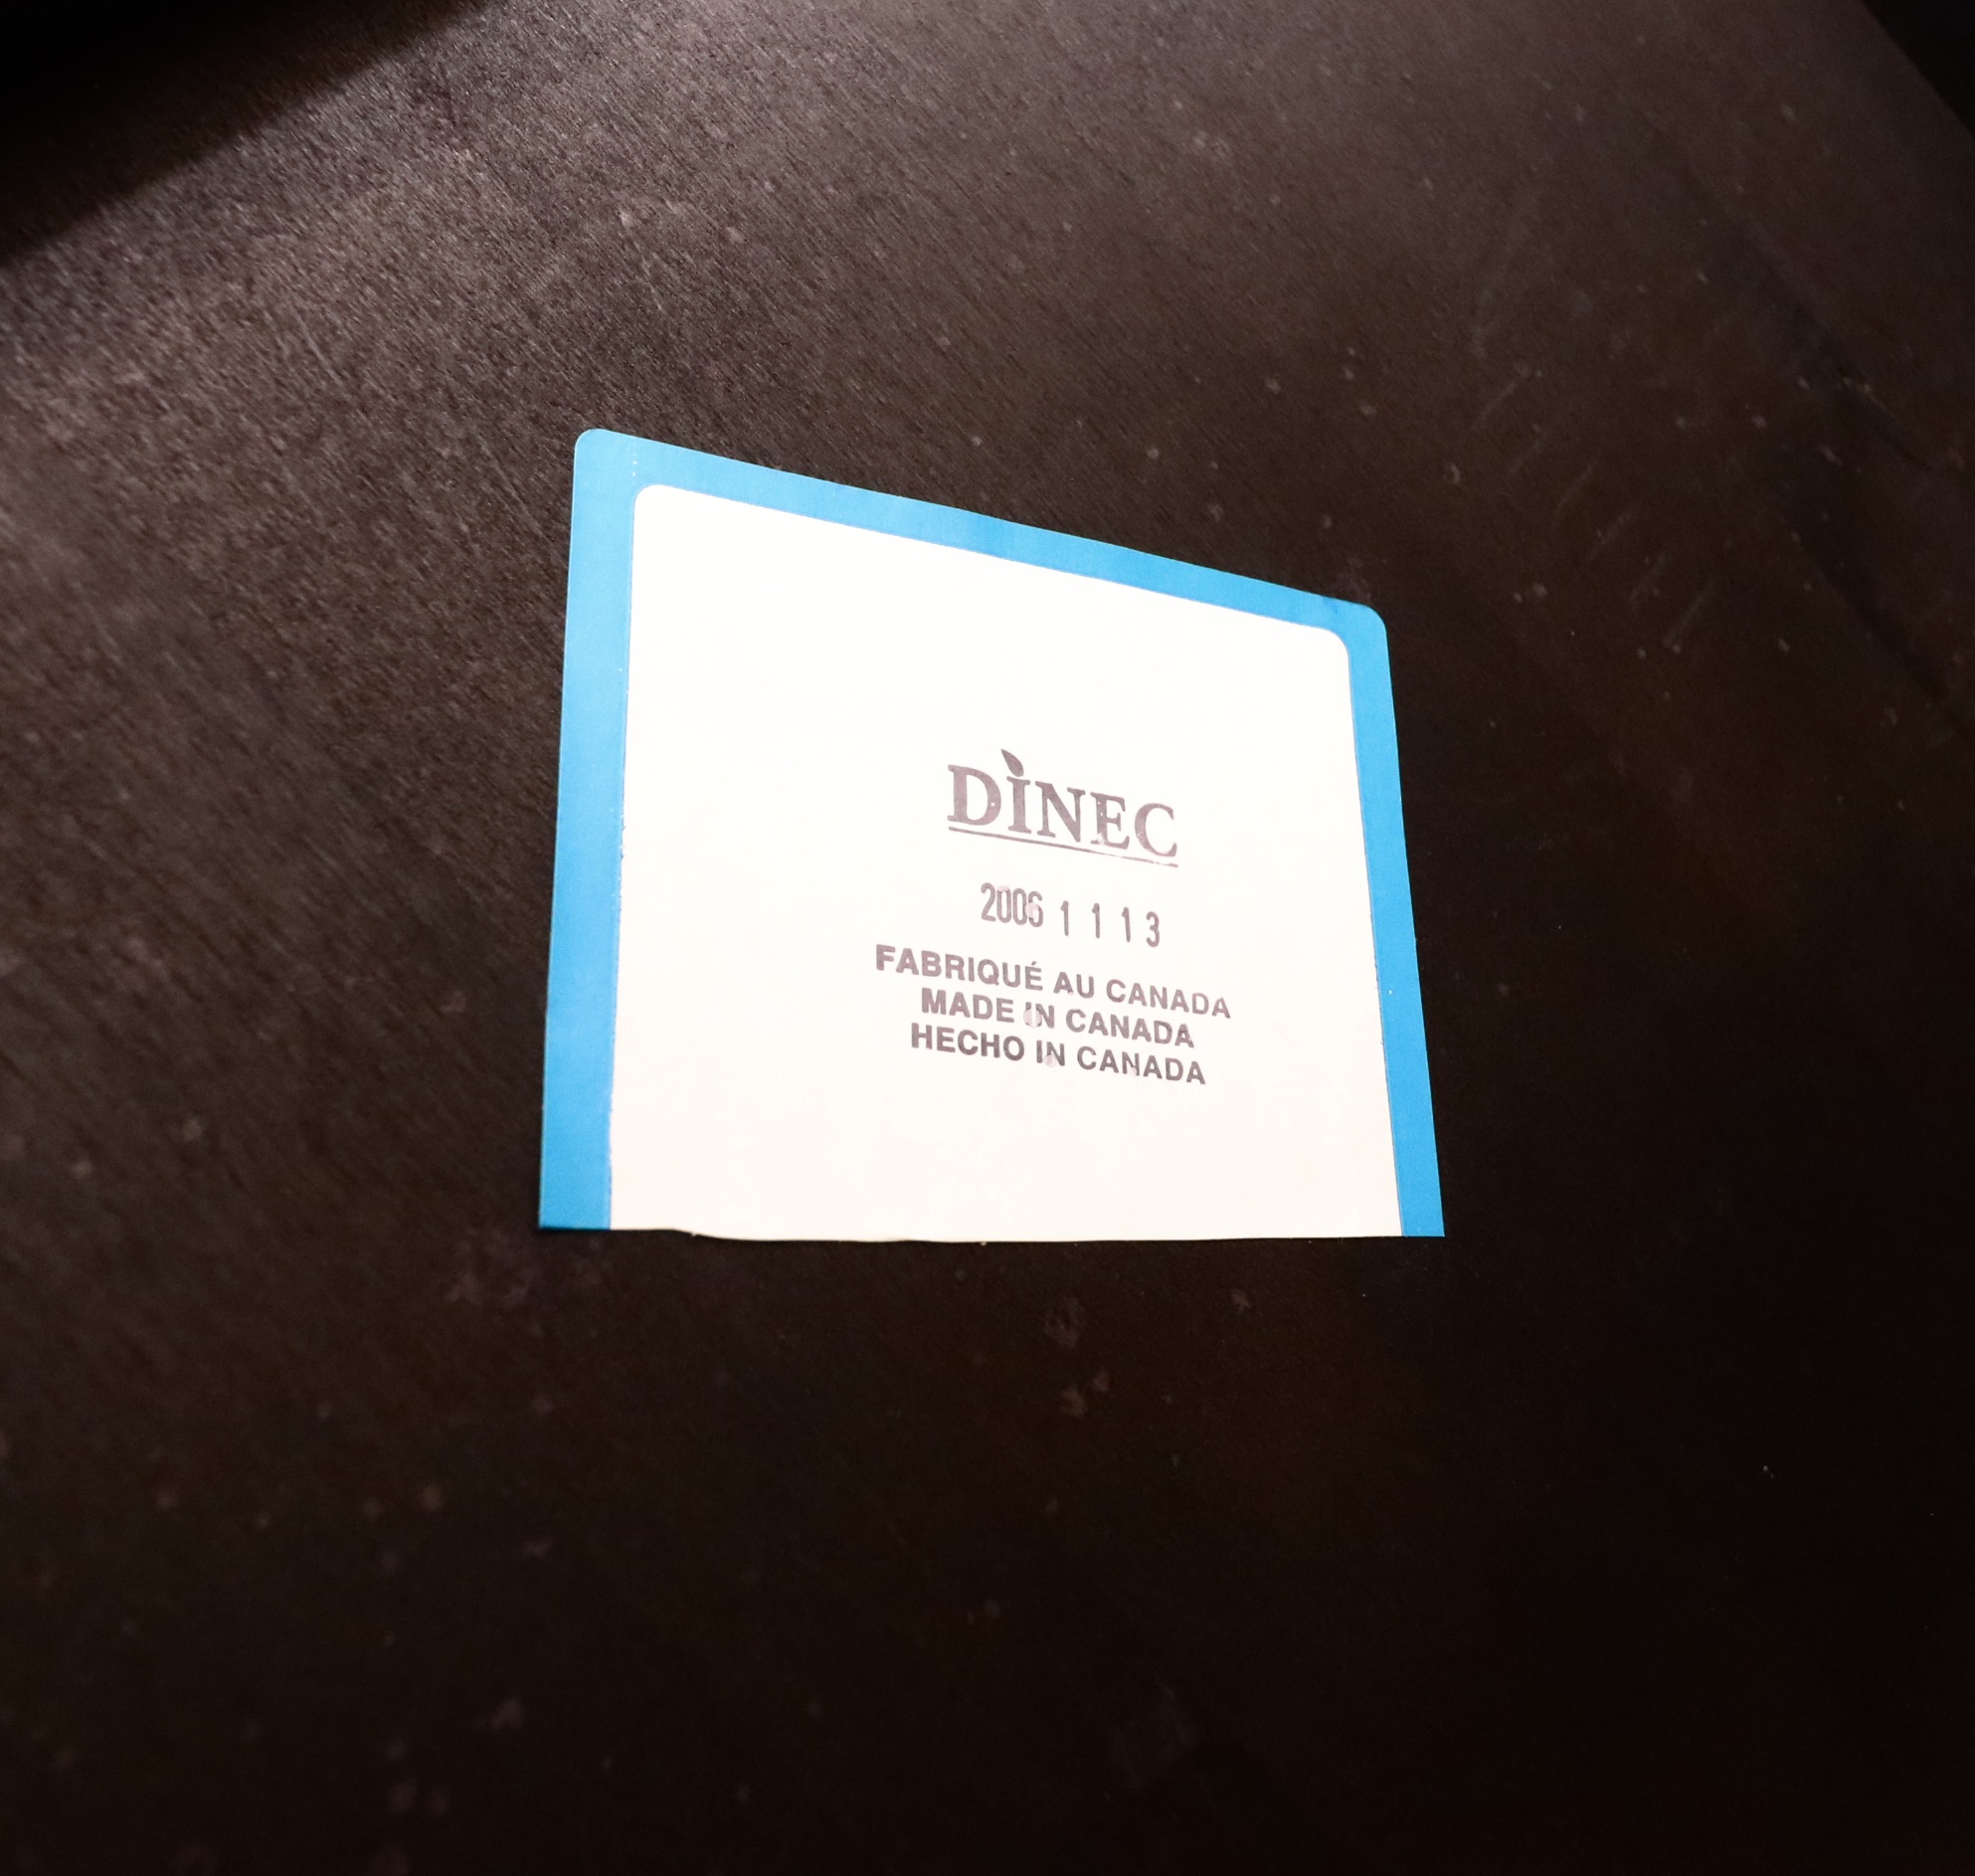 DINEC
2006 1 1 1 3
FABRIQUÉ AU CANADA
MADE IN CANADA
HECHO IN CANADA